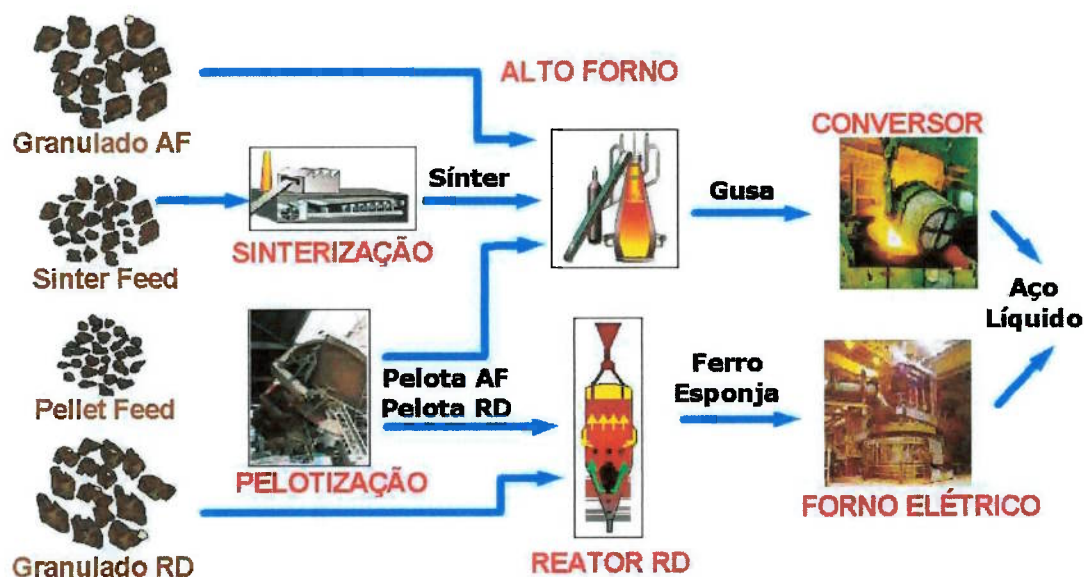 ALTO FORNO
Granulado AF
CONVERSOR
Sínter
Gusa
SINTERIZAÇÃO
Sinter Feed
Aço
Líquido
Pelota AF
Pelota RD
Ferro
Esponja
Pellet Feed
PELOTIZAÇÃO
FORNO ELÉTRICO
Granulado RD
REATOR RD